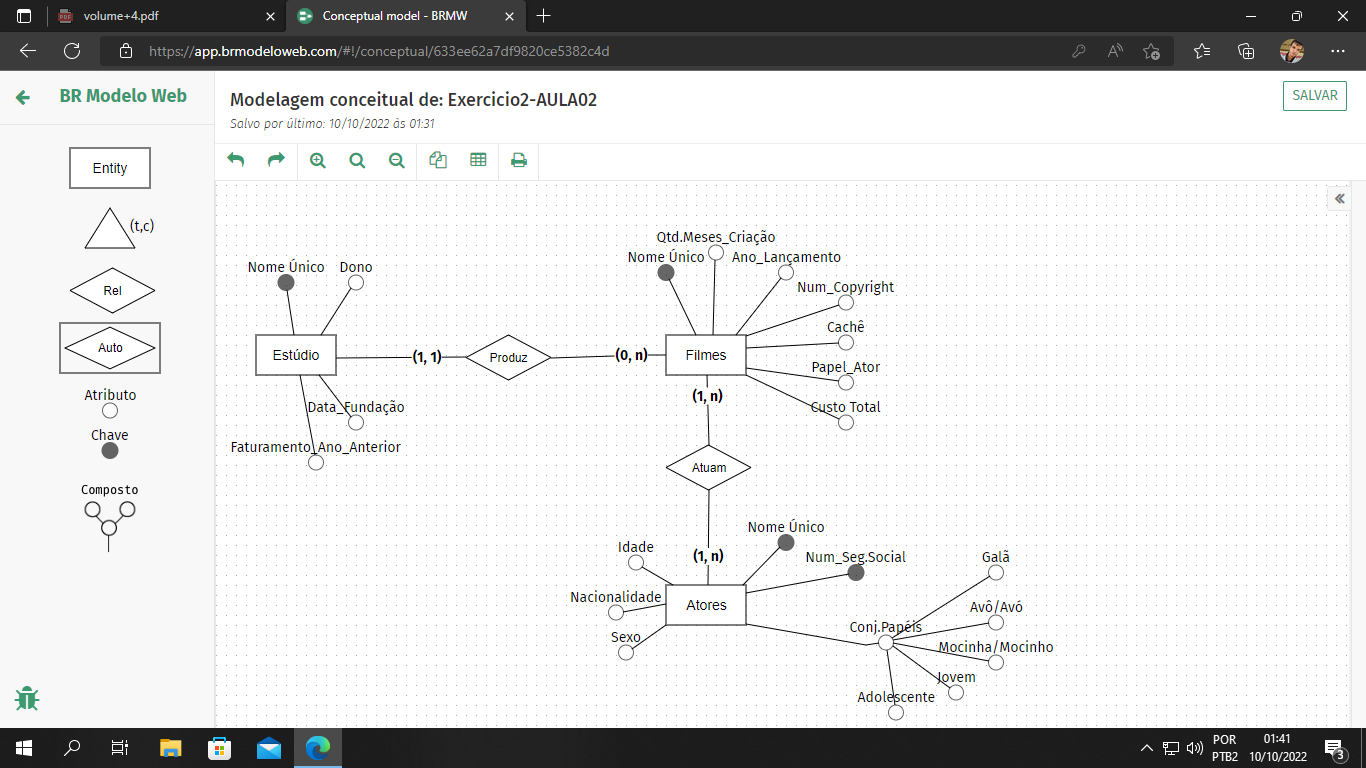 volume+4.pdf
Conceptual model - BRMW
https://app.brmodeloweb.com/#!/conceptual/633ee62a7df9820ce5382c4d
BR Modelo Web
Modelagem conceitual de: Exercicio2-AULA02
Salvo por último: 10/10/2022 às 01:31
SALVAR
Entity
(t,c)
Rel
Auto
Atributo
Chave
Composto
Qtd.Meses_Criação
Nome Único
Dono
Nome Único
Ano_Lançamento
Num_Copyright
Cachê
Estúdio
(1, 1)
Produz
(0, n)
Filmes
Papel_Ator
(1, n)
Data_Fundação
Custo Total
Faturamento_Ano_Anterior
Atuam
Nome Único
Idade
(1, n)
Num_Seg.Social
Galã
Nacionalidade
Atores
Avô/Avó
Sexo
Conj.Papéis
Mocinha/Mocinho
Jovem
Adolescente
POR
PTB2
01:41
10/10/2022
3